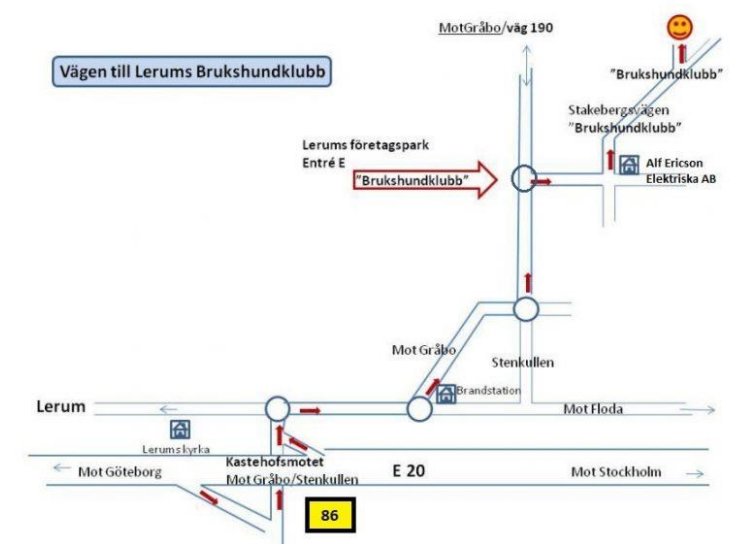 MotGråbo/väg 190
Vägen till Lerums Brukshundklubb
"Brukshundklubb"
Stakebergsvägen
"Brukshundklubb"
Lerums företagspark
Entré E
"Brukshundklubb"
Alf Ericson
Elektriska AB
Mot Gråbo
Stenkullen
Brandstation
Lerum
Mot Floda
Lerums kyrka
Kastehofsmotet
Mot Göteborg
Mot Gråbo/Stenkullen
E 20
Mot Stockholm
86